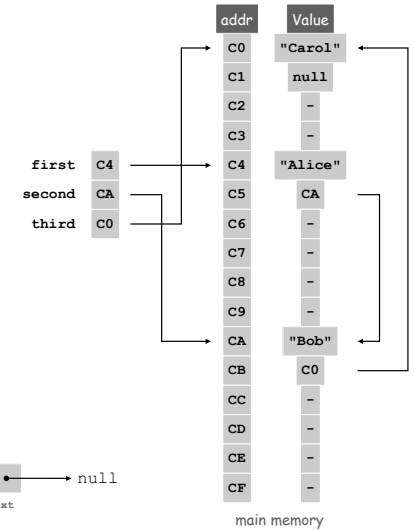 addr Value
C0 "Carol"
C1 null
C2 -
C3 -
first C4 C4 "Alice"
second CA C5 CA
third C0 C6 -
C7 -
C8 -
C9 -
CA "Bob"
CB C0
CC -
CD -
CE -
null CF -
xt
main memory